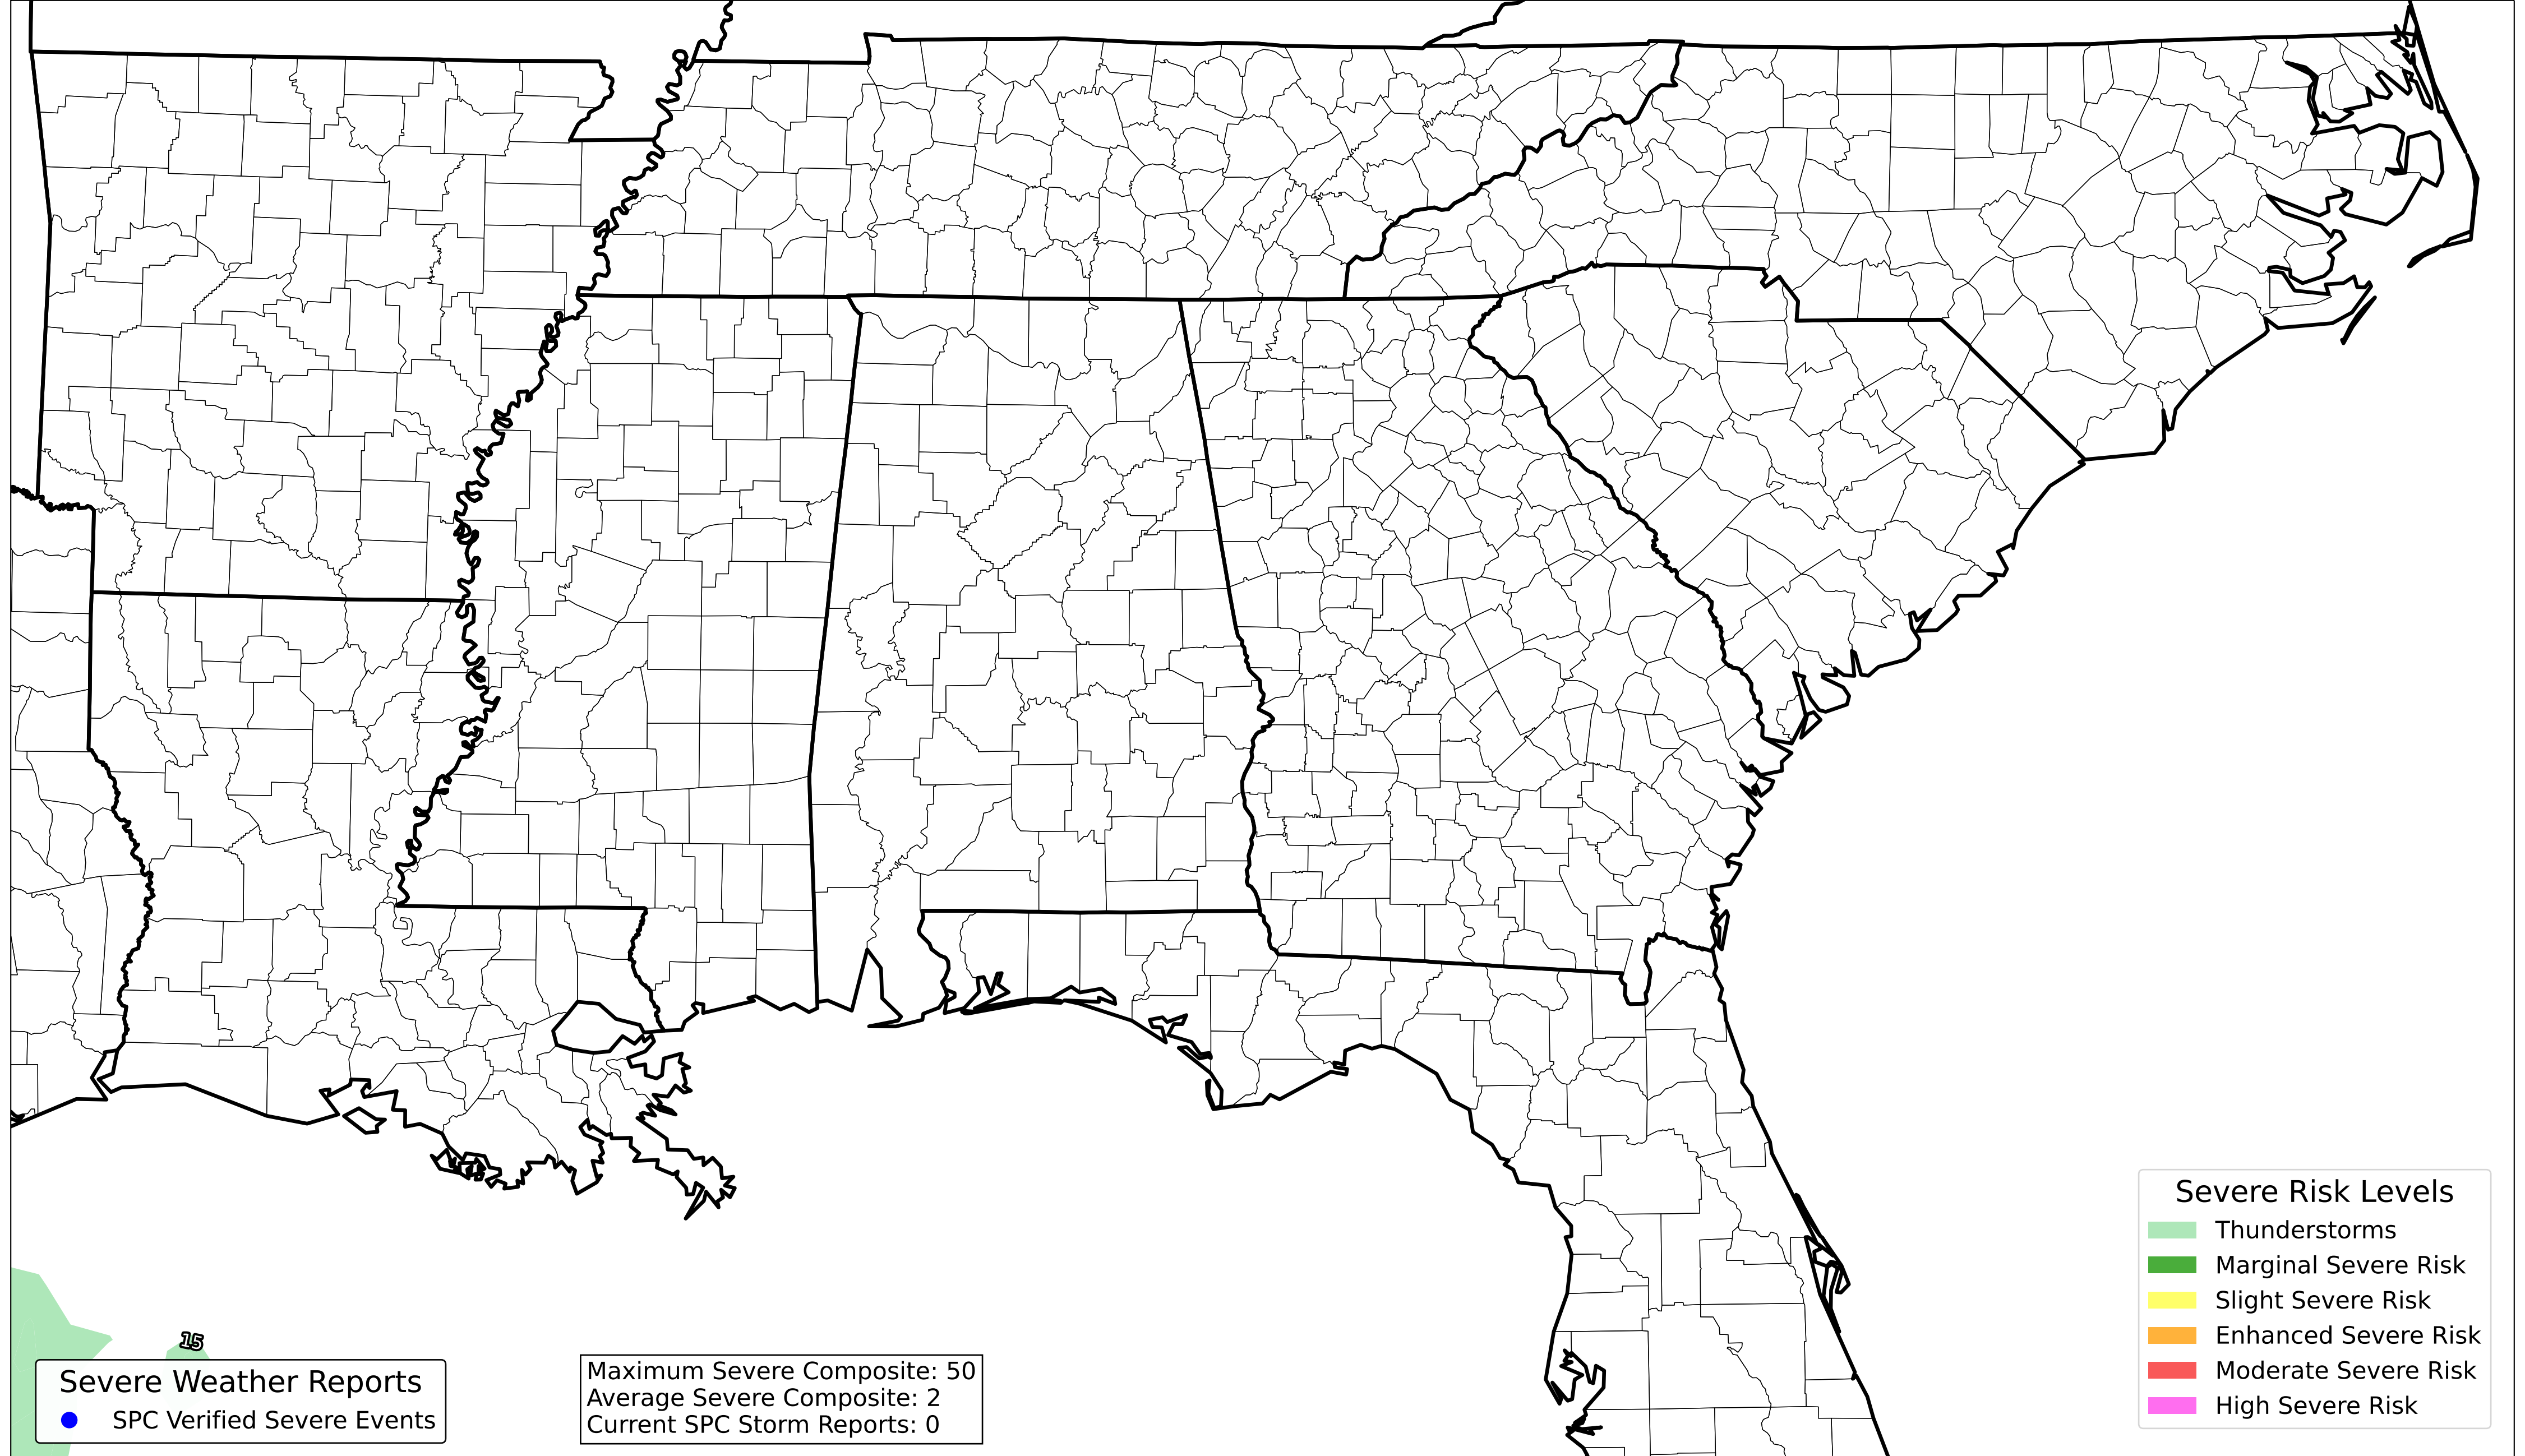 15
Severe Weather Reports
SPC Verified Severe Events
Maximum Severe Composite: 50
Average Severe Composite: 2
Current SPC Storm Reports: 0
Severe Risk Levels
Thunderstorms
Marginal Severe Risk
Slight Severe Risk
Enhanced Severe Risk
Moderate Severe Risk
High Severe Risk